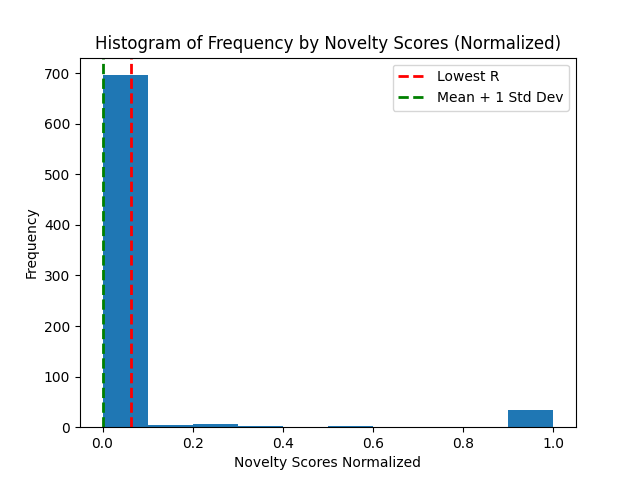 Histogram of Frequency by Novelty Scores (Normalized)
Lowest R
Mean + 1 Std Dev
700
600
500
400
300
200
100
0
Frequency
0.0 0.2 0.4 0.6 0.8 1.0
Novelty Scores Normalized